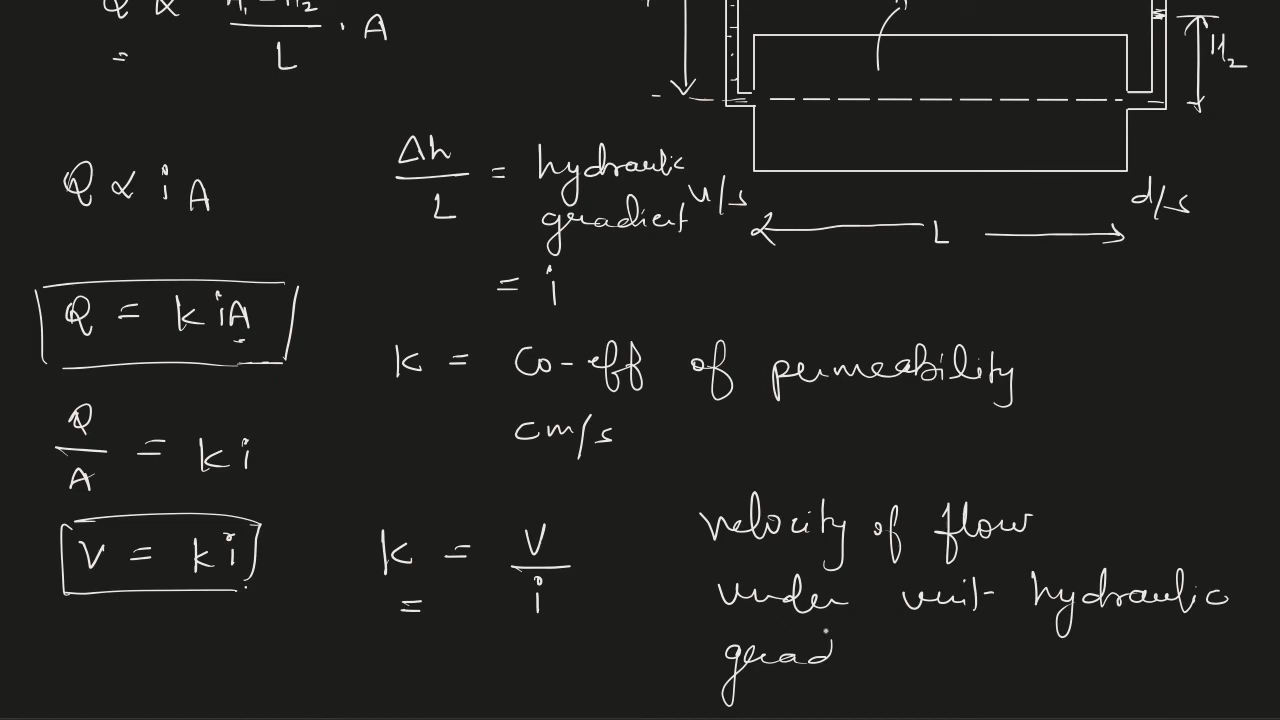 Q ∝ H₁ - H₂ / L . A
=
H₂
Q ∝ i A
Δh / L = hydraulic gradient
= i
u/s
d/s
L
Q = k i A
k = co-eff of permeability
cm/s
Q / A = k i
V = k i
k = V / i
=
velocity of flow
under unit hydraulic
grad